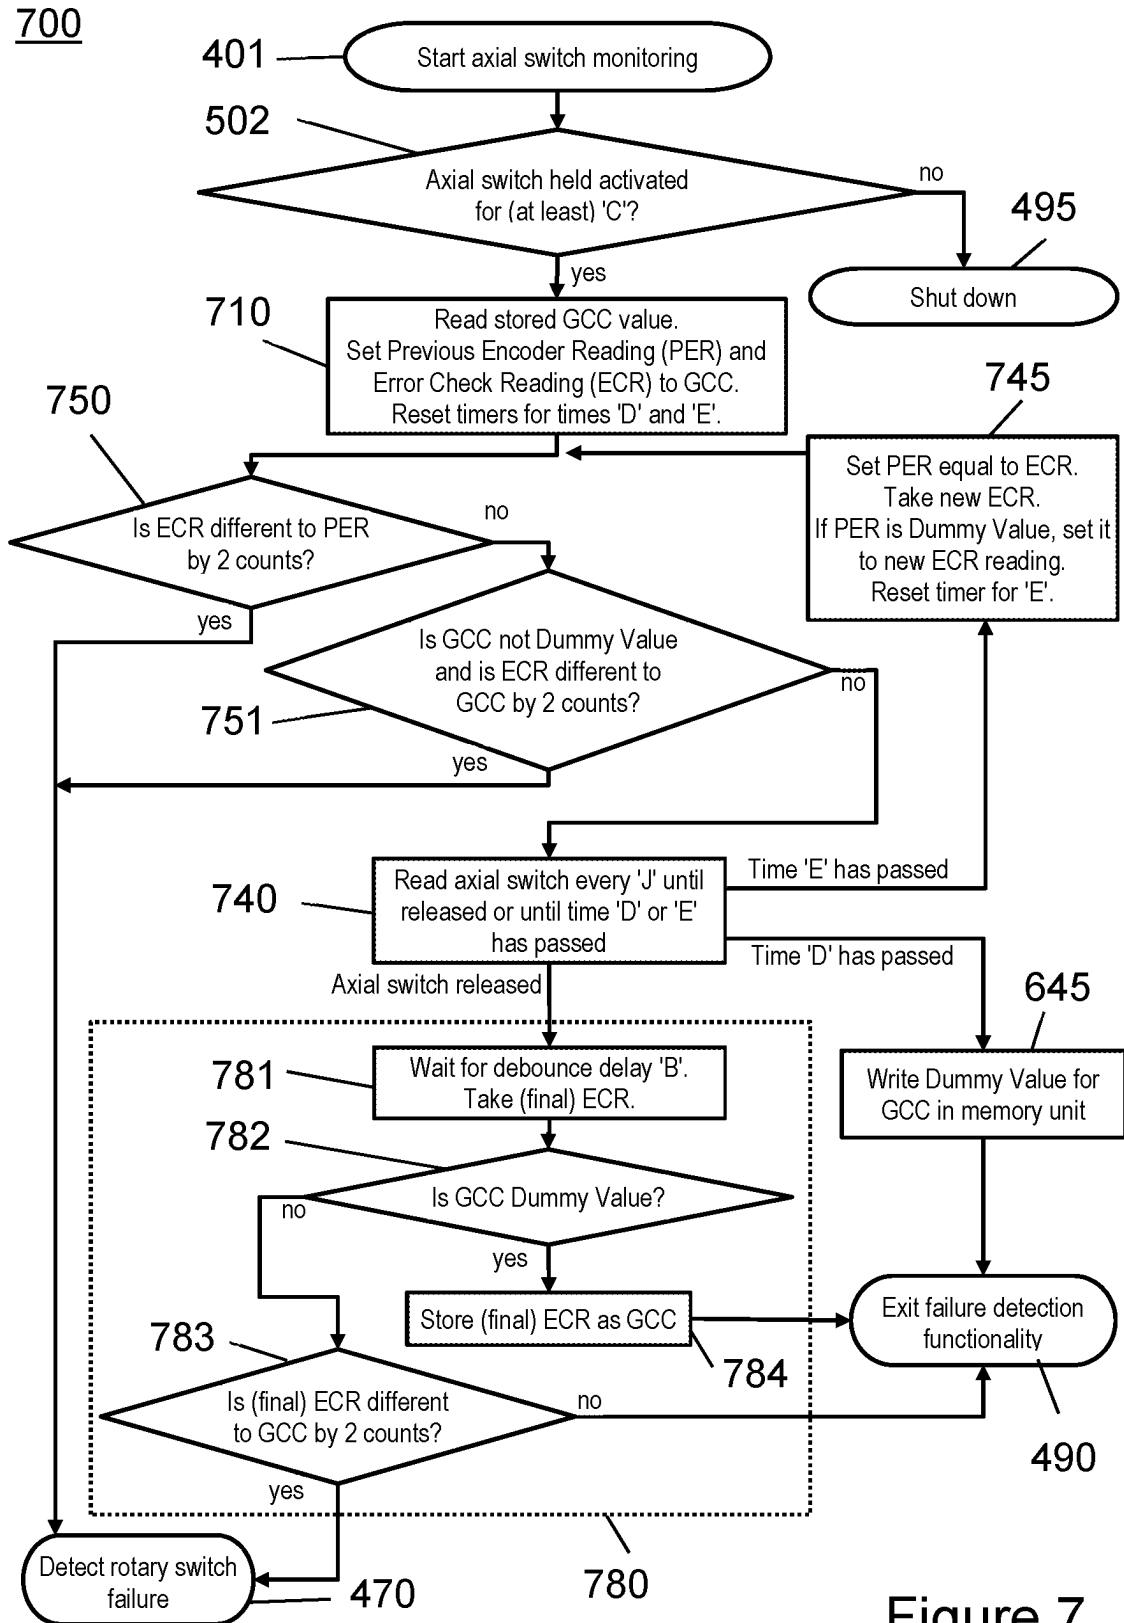 700
401
Start axial switch monitoring
502
Axial switch held activated
for (at least) 'C'?
no
495
Shut down
yes
710
Read stored GCC value.
Set Previous Encoder Reading (PER) and
Error Check Reading (ECR) to GCC.
Reset timers for times 'D' and 'E'.
745
Set PER equal to ECR.
Take new ECR.
If PER is Dummy Value, set it
to new ECR reading.
Reset timer for 'E'.
750
Is ECR different to PER
by 2 counts?
no
yes
Is GCC not Dummy Value
and is ECR different to
GCC by 2 counts?
751
no
yes
740
Read axial switch every 'J' until
released or until time 'D' or 'E'
has passed
Time 'E' has passed
Time 'D' has passed
Axial switch released
645
Write Dummy Value for
GCC in memory unit
781
Wait for debounce delay 'B'.
Take (final) ECR.
782
Is GCC Dummy Value?
no
yes
Store (final) ECR as GCC
784
Exit failure detection
functionality
490
783
Is (final) ECR different
to GCC by 2 counts?
no
yes
780
Detect rotary switch
failure
470
Figure 7